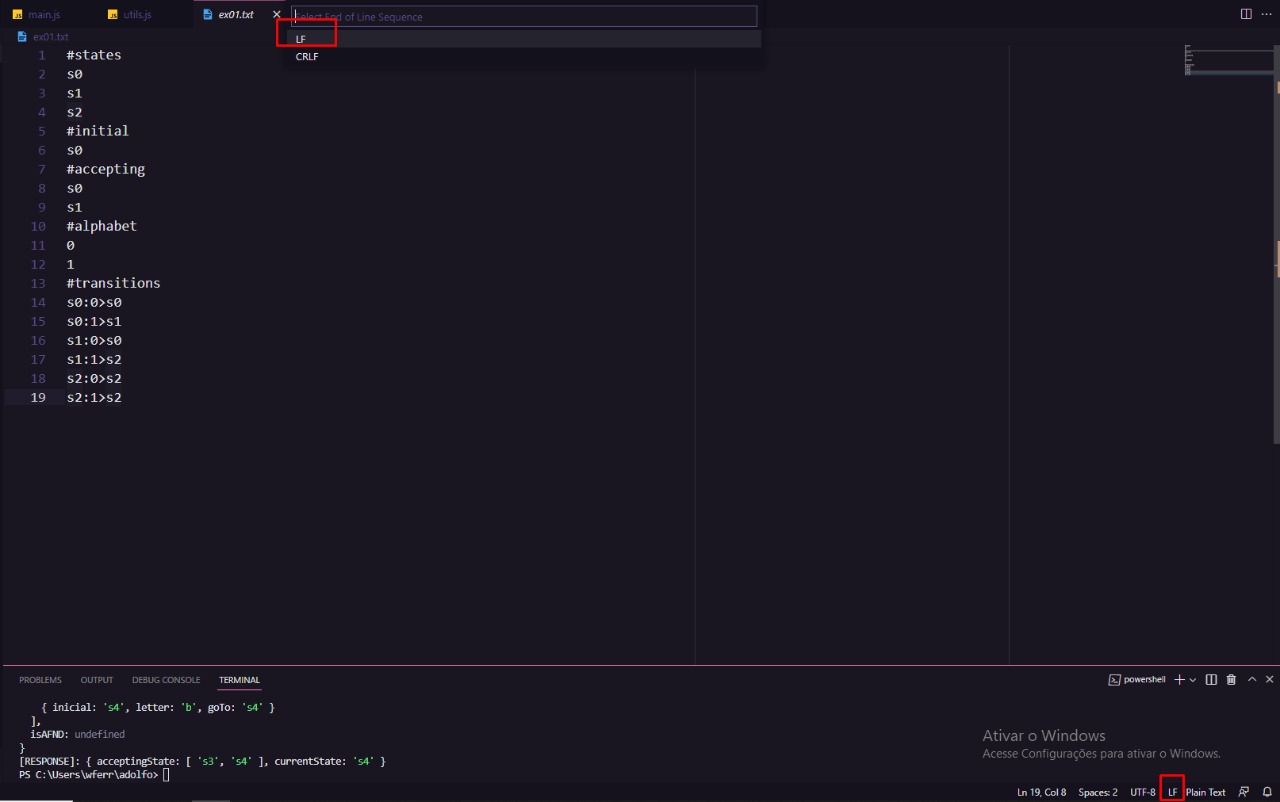 main.js utils.js ex01.txt
Select End of Line Sequence
ex01.txt
LF
CRLF
1 #states
2 s0
3 s1
4 s2
5 #initial
6 s0
7 #accepting
8 s0
9 s1
10 #alphabet
11 0
12 1
13 #transitions
14 s0:0>s0
15 s0:1>s1
16 s1:0>s0
17 s1:1>s2
18 s2:0>s2
19 s2:1>s2
PROBLEMS OUTPUT DEBUG CONSOLE TERMINAL powershell
{ inicial: 's4', letter: 'b', goTo: 's4' }
],
isAFND: undefined
}
[RESPONSE]: { acceptingState: [ 's3', 's4' ], currentState: 's4' }
PS C:\Users\wferr\adolfo>
Ativar o Windows
Acesse Configurações para ativar o Windows.
Ln 19, Col 8 Spaces: 2 UTF-8 LF Plain Text